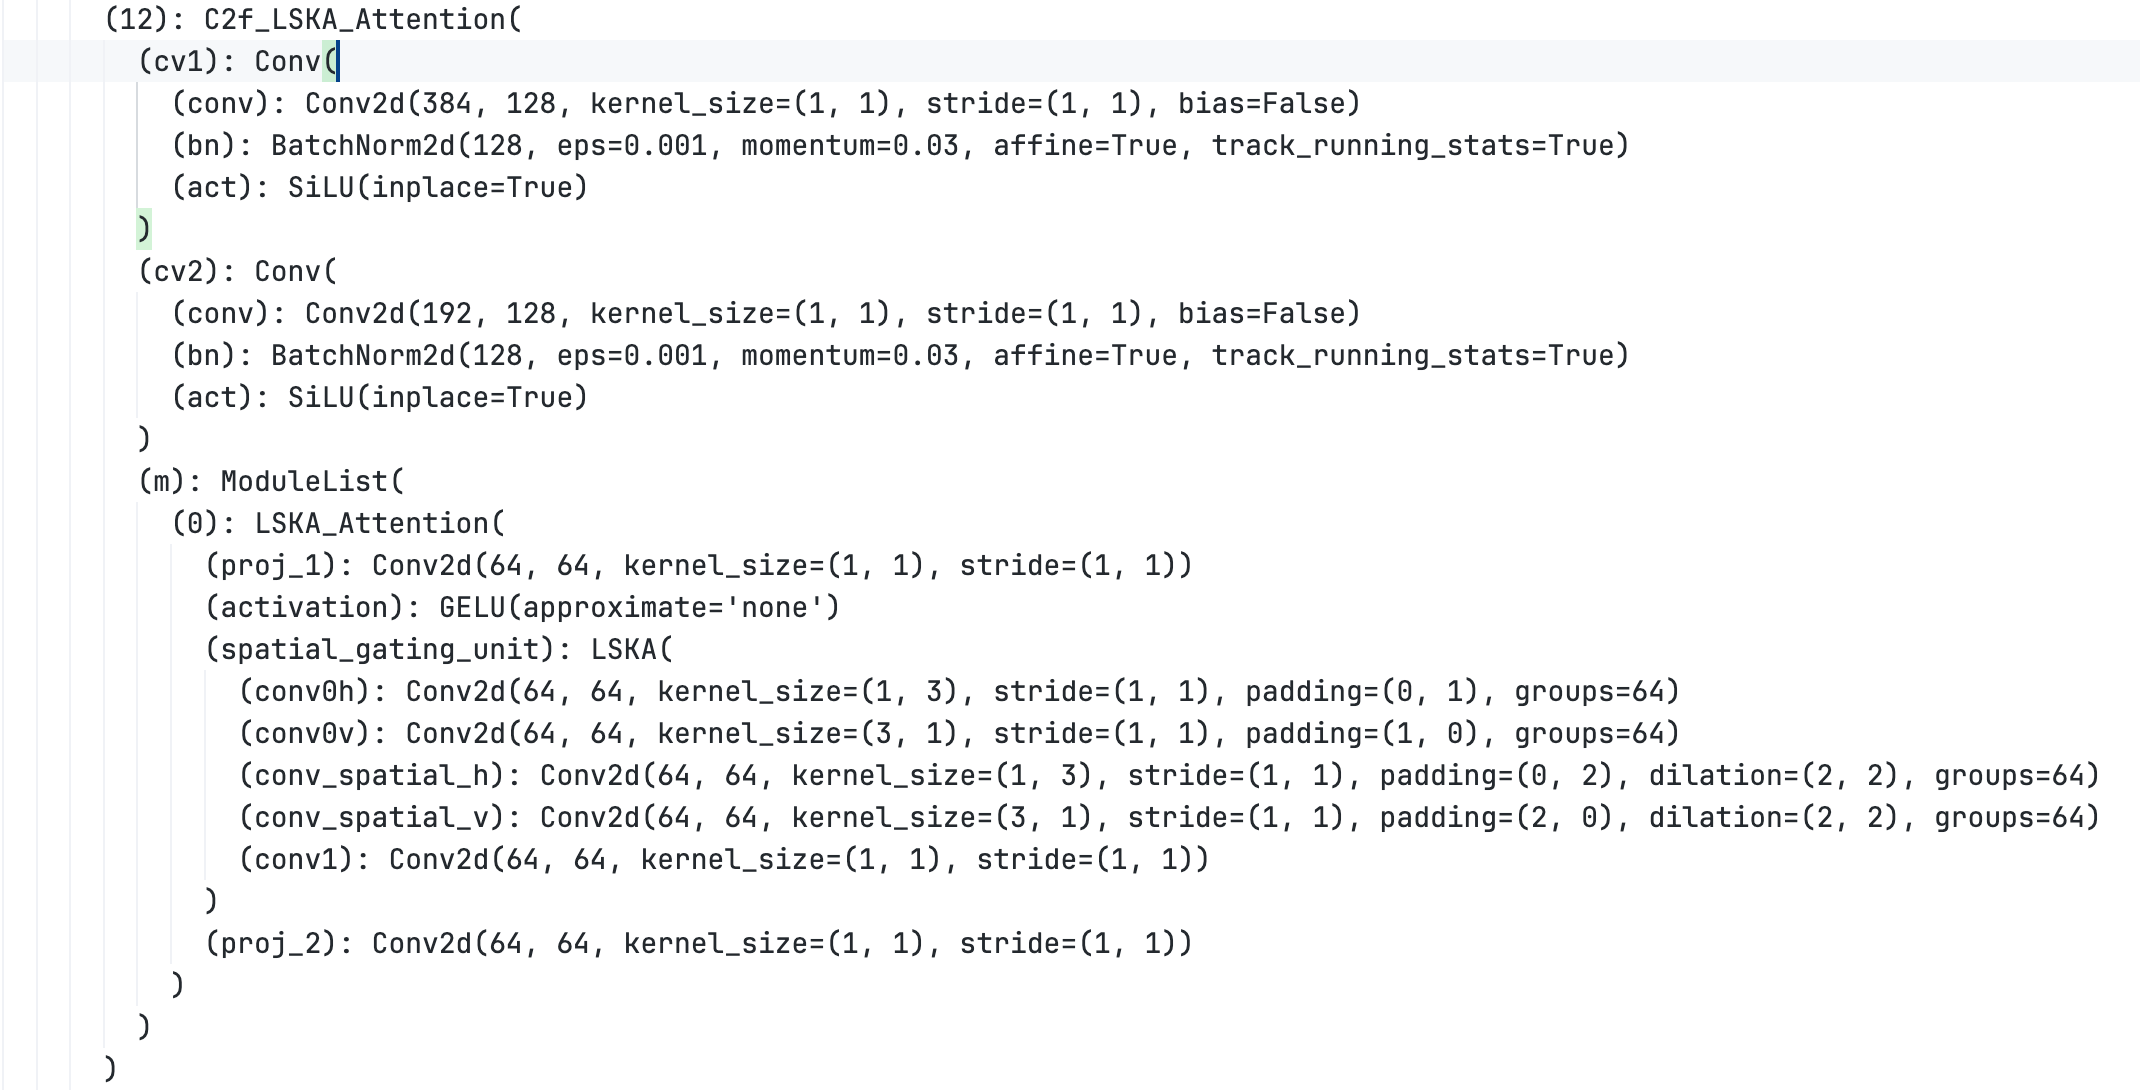 (12): C2f_LSKA_Attention(
(cv1): Conv(
(conv): Conv2d(384, 128, kernel_size=(1, 1), stride=(1, 1), bias=False)
(bn): BatchNorm2d(128, eps=0.001, momentum=0.03, affine=True, track_running_stats=True)
(act): SiLU(inplace=True)
)
(cv2): Conv(
(conv): Conv2d(192, 128, kernel_size=(1, 1), stride=(1, 1), bias=False)
(bn): BatchNorm2d(128, eps=0.001, momentum=0.03, affine=True, track_running_stats=True)
(act): SiLU(inplace=True)
)
(m): ModuleList(
(0): LSKA_Attention(
(proj_1): Conv2d(64, 64, kernel_size=(1, 1), stride=(1, 1))
(activation): GELU(approximate='none')
(spatial_gating_unit): LSKA(
(conv0h): Conv2d(64, 64, kernel_size=(1, 3), stride=(1, 1), padding=(0, 1), groups=64)
(conv0v): Conv2d(64, 64, kernel_size=(3, 1), stride=(1, 1), padding=(1, 0), groups=64)
(conv_spatial_h): Conv2d(64, 64, kernel_size=(1, 3), stride=(1, 1), padding=(0, 2), dilation=(2, 2), groups=64)
(conv_spatial_v): Conv2d(64, 64, kernel_size=(3, 1), stride=(1, 1), padding=(2, 0), dilation=(2, 2), groups=64)
(conv1): Conv2d(64, 64, kernel_size=(1, 1), stride=(1, 1))
)
(proj_2): Conv2d(64, 64, kernel_size=(1, 1), stride=(1, 1))
)
)
)